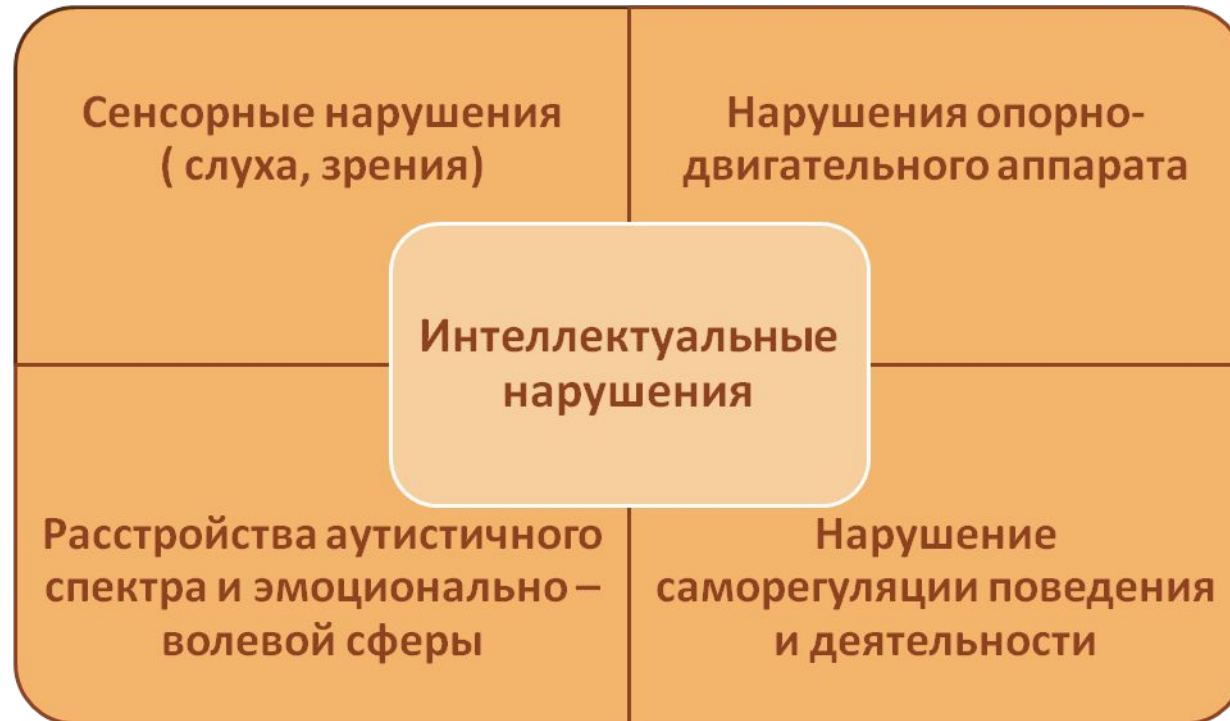 Сенсорные нарушения
( слуха, зрения)
Нарушения опорно-
двигательного аппарата
Интеллектуальные
нарушения
Расстройства аутистичного
спектра и эмоционально –
волевой сферы
Нарушение
саморегуляции поведения
и деятельности